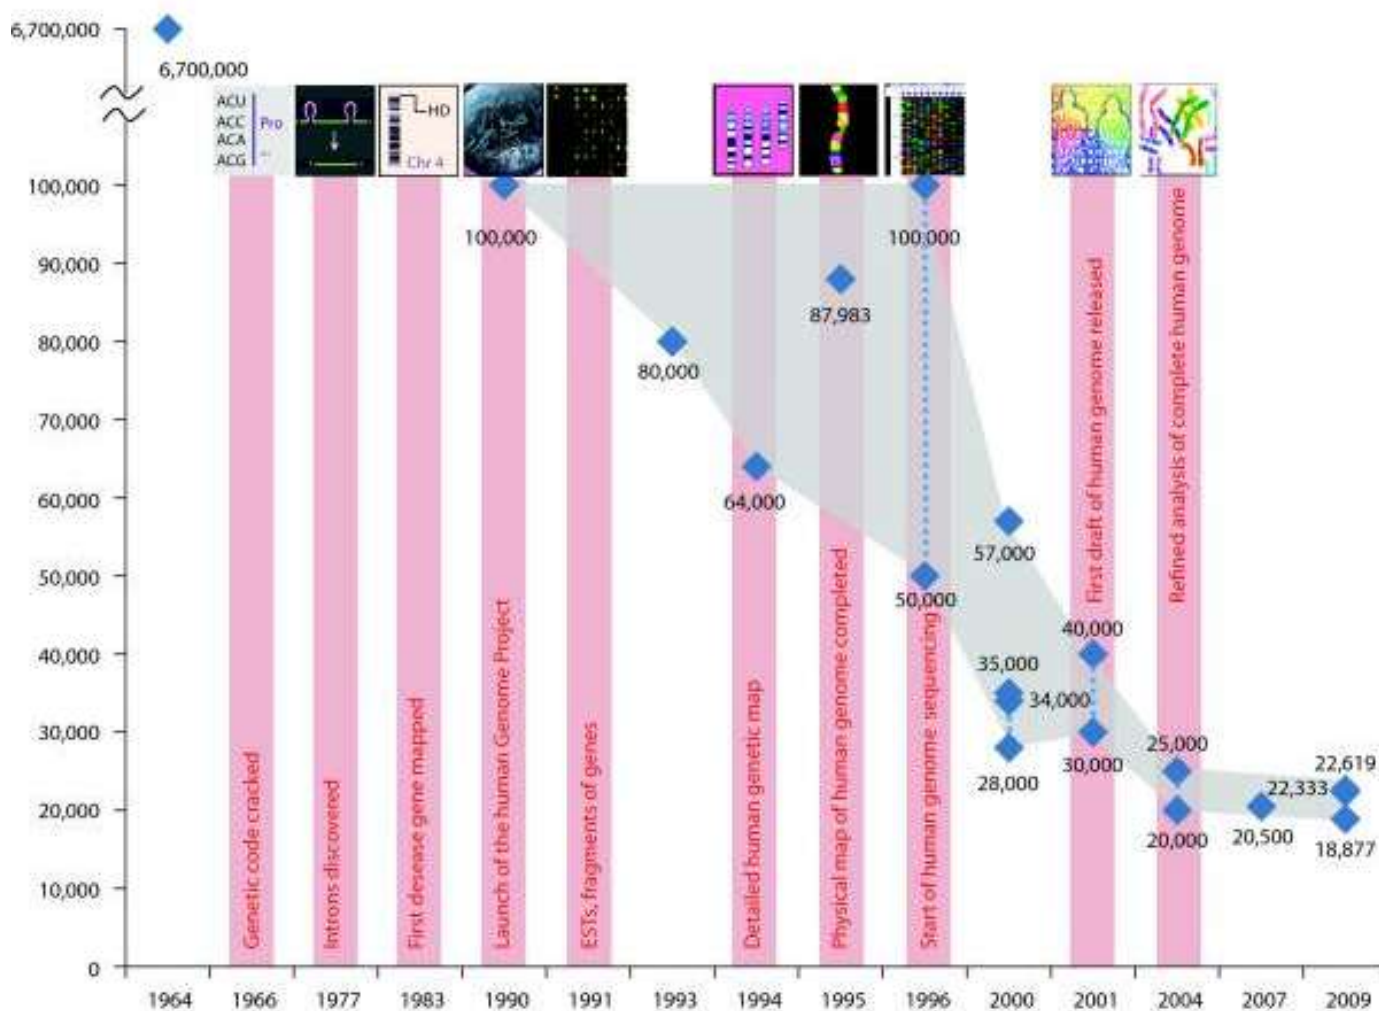 6,700,000
6,700,000
ACU
ACC
ACA
ACG
Pro
...
HD
Chr 4
100,000
90,000
80,000
70,000
60,000
50,000
40,000
30,000
20,000
10,000
0
100,000
80,000
64,000
87,983
100,000
50,000
57,000
35,000
34,000
28,000
40,000
30,000
25,000
20,000
20,500
22,619
22,333
18,877
Genetic code cracked
Introns discovered
First desease gene mapped
Launch of the human Genome Project
ESTs, fragments of genes
Detailed human genetic map
Physical map of human genome completed
Start of human genome sequencing
First draft of human genome released
Refined analysis of complete human genome
1964 1966 1977 1983 1990 1991 1993 1994 1995 1996 2000 2001 2004 2007 2009